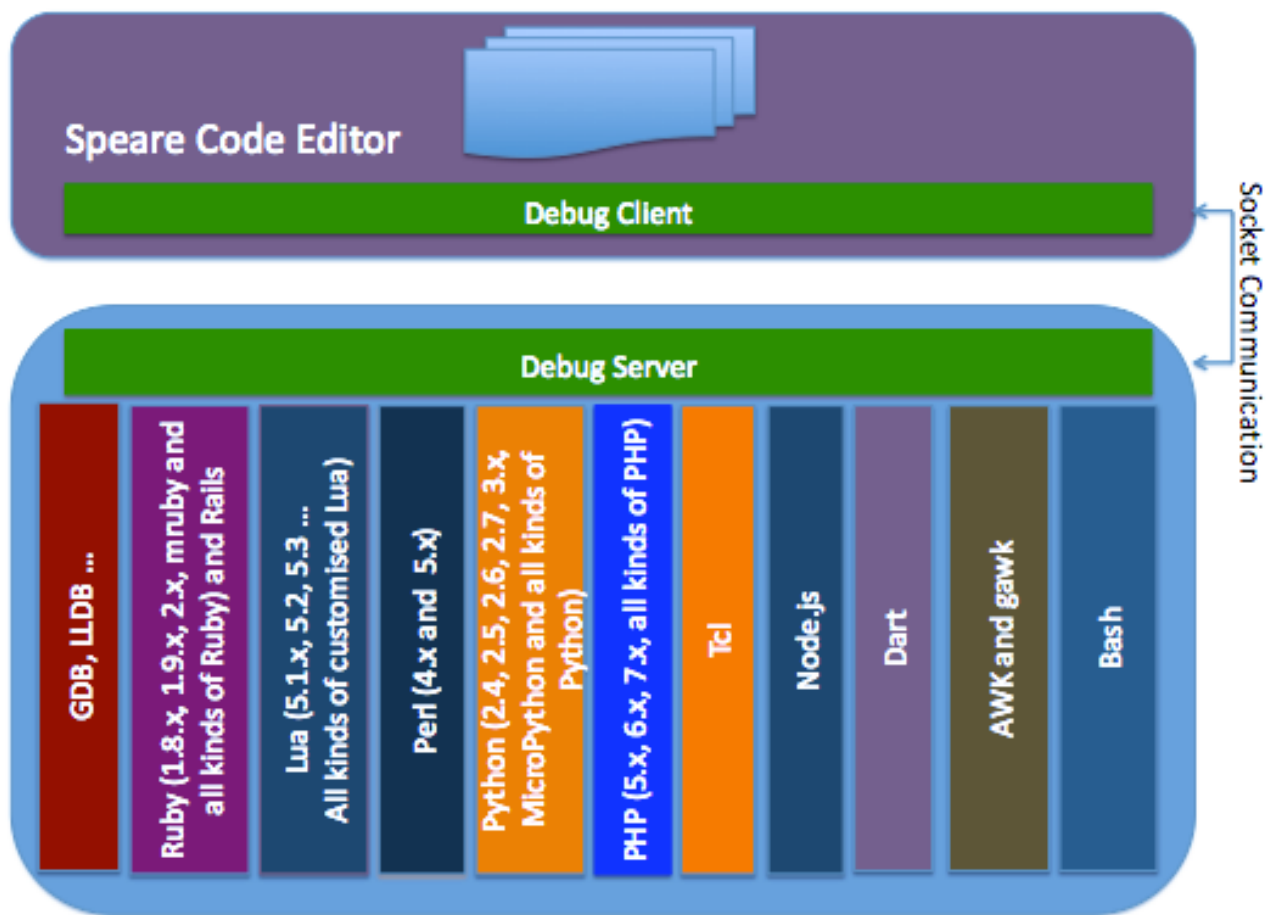 Speare Code Editor
Debug Client
Socket Communication
Debug Server
GDB, LLDB ...
Ruby (1.8.x, 1.9.x, 2.x, mruby and
all kinds of Ruby) and Rails
Lua (5.1.x, 5.2, 5.3 ...
All kinds of customised Lua)
Perl (4.x and 5.x)
Python (2.4, 2.5, 2.6, 2.7, 3.x,
MicroPython and all kinds of
Python)
PHP (5.x, 6.x, 7.x, all kinds of PHP)
Tcl
Node.js
Dart
AWK and gawk
Bash